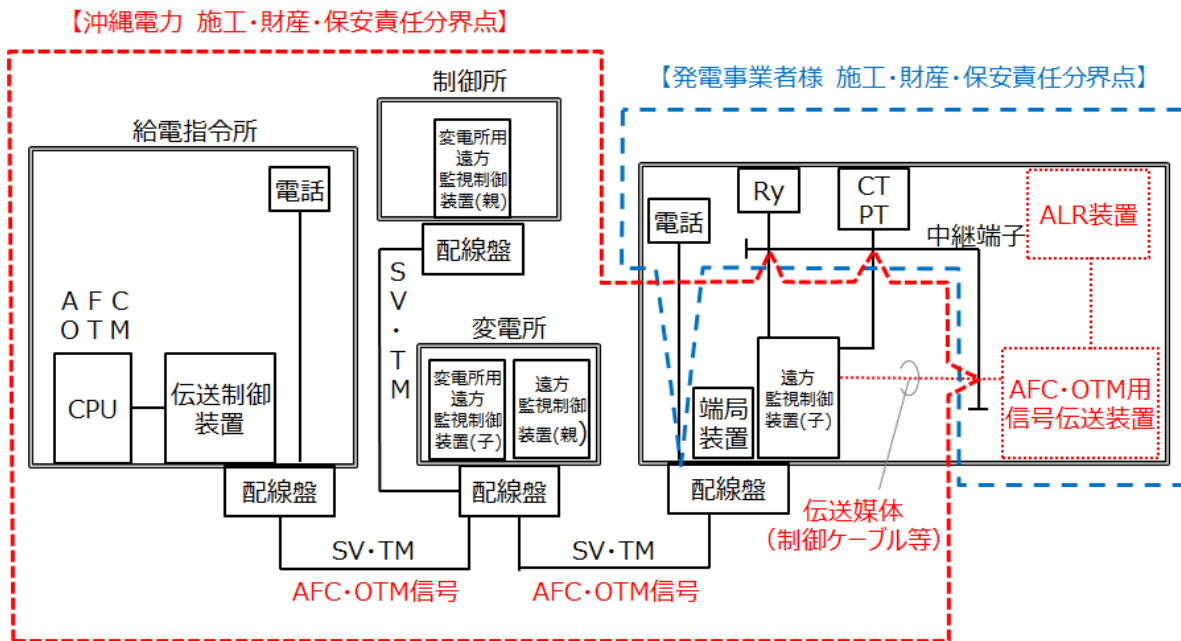 【沖縄電力 施工・財産・保安責任分界点】
【発電事業者様 施工・財産・保安責任分界点】
制御所
変電所用
遠方
監視制御
装置(親)
配線盤
給電指令所
電話
AFC
OTM
CPU
伝送制御
装置
配線盤
SV・TM
変電所
変電所用
遠方
監視制御
装置(子)
遠方
監視制御
装置(親)
配線盤
SV・TM
AFC・OTM信号
SV・TM
AFC・OTM信号
電話
Ry
CT
PT
中継端子
ALR装置
端局
装置
遠方
監視制御
装置(子)
AFC・OTM用
信号伝送装置
配線盤
伝送媒体
(制御ケーブル等)